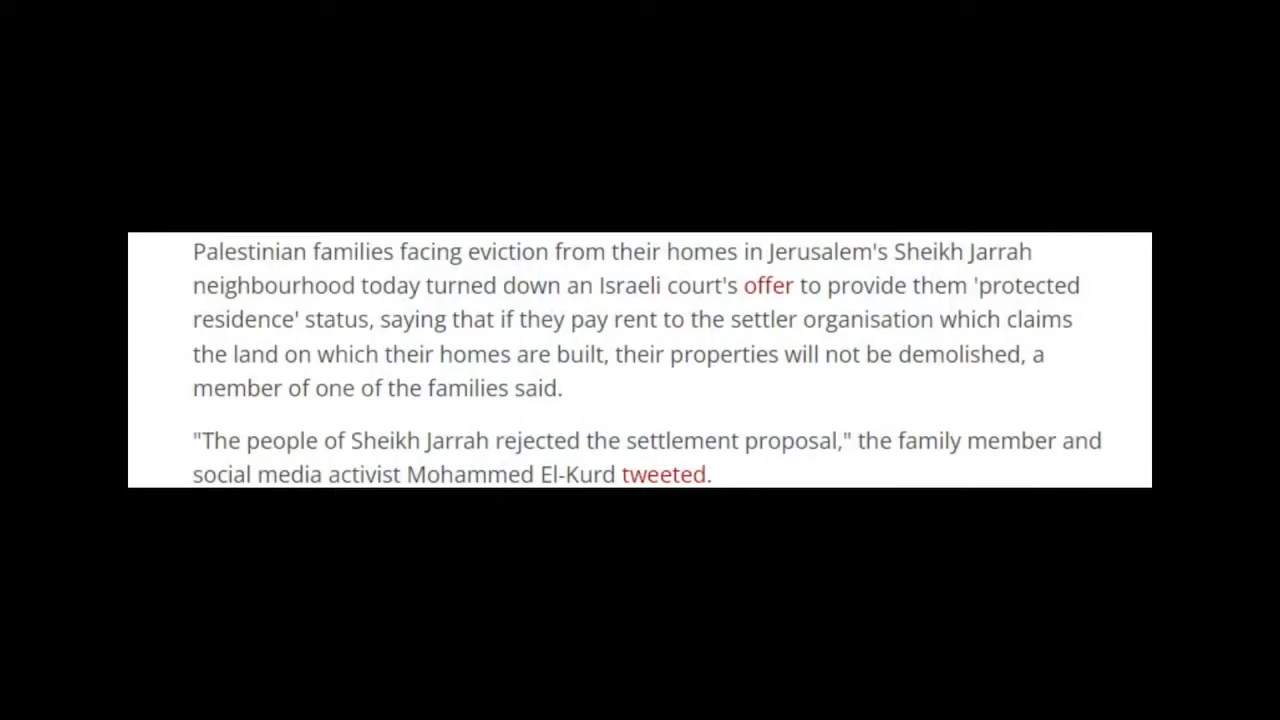 Palestinian families facing eviction from their homes in Jerusalem's Sheikh Jarrah
neighbourhood today turned down an Israeli court's offer to provide them 'protected
residence' status, saying that if they pay rent to the settler organisation which claims
the land on which their homes are built, their properties will not be demolished, a
member of one of the families said.
"The people of Sheikh Jarrah rejected the settlement proposal," the family member and
social media activist Mohammed El-Kurd tweeted.